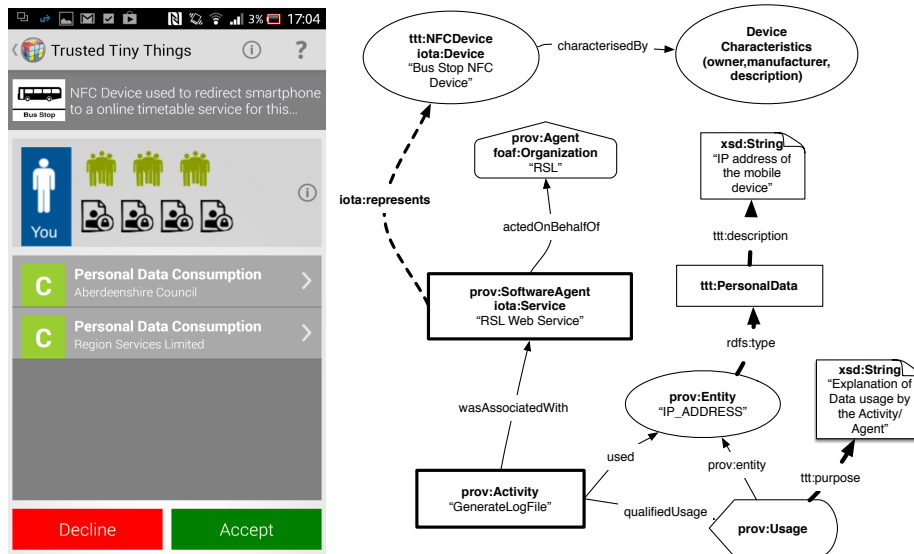 3% 17:04
Trusted Tiny Things
i
?
Bus Stop
NFC Device used to redirect smartphone
to a online timetable service for this...
You
i
C
Personal Data Consumption
Aberdeenshire Council
C
Personal Data Consumption
Region Services Limited
Decline
Accept
ttt:NFCDevice
iota:Device
“Bus Stop NFC
Device”
characterisedBy
Device
Characteristics
(owner,manufacturer,
description)
prov:Agent
foaf:Organization
“RSL”
xsd:String
“IP address of
the mobile
device”
iota:represents
actedOnBehalfOf
ttt:description
prov:SoftwareAgent
iota:Service
“RSL Web Service”
ttt:PersonalData
rdfs:type
xsd:String
“Explanation of
Data usage by
the Activity/
Agent”
prov:Entity
“IP_ADDRESS”
wasAssociatedWith
used
prov:entity
ttt:purpose
prov:Activity
“GenerateLogFile”
qualifiedUsage
prov:Usage